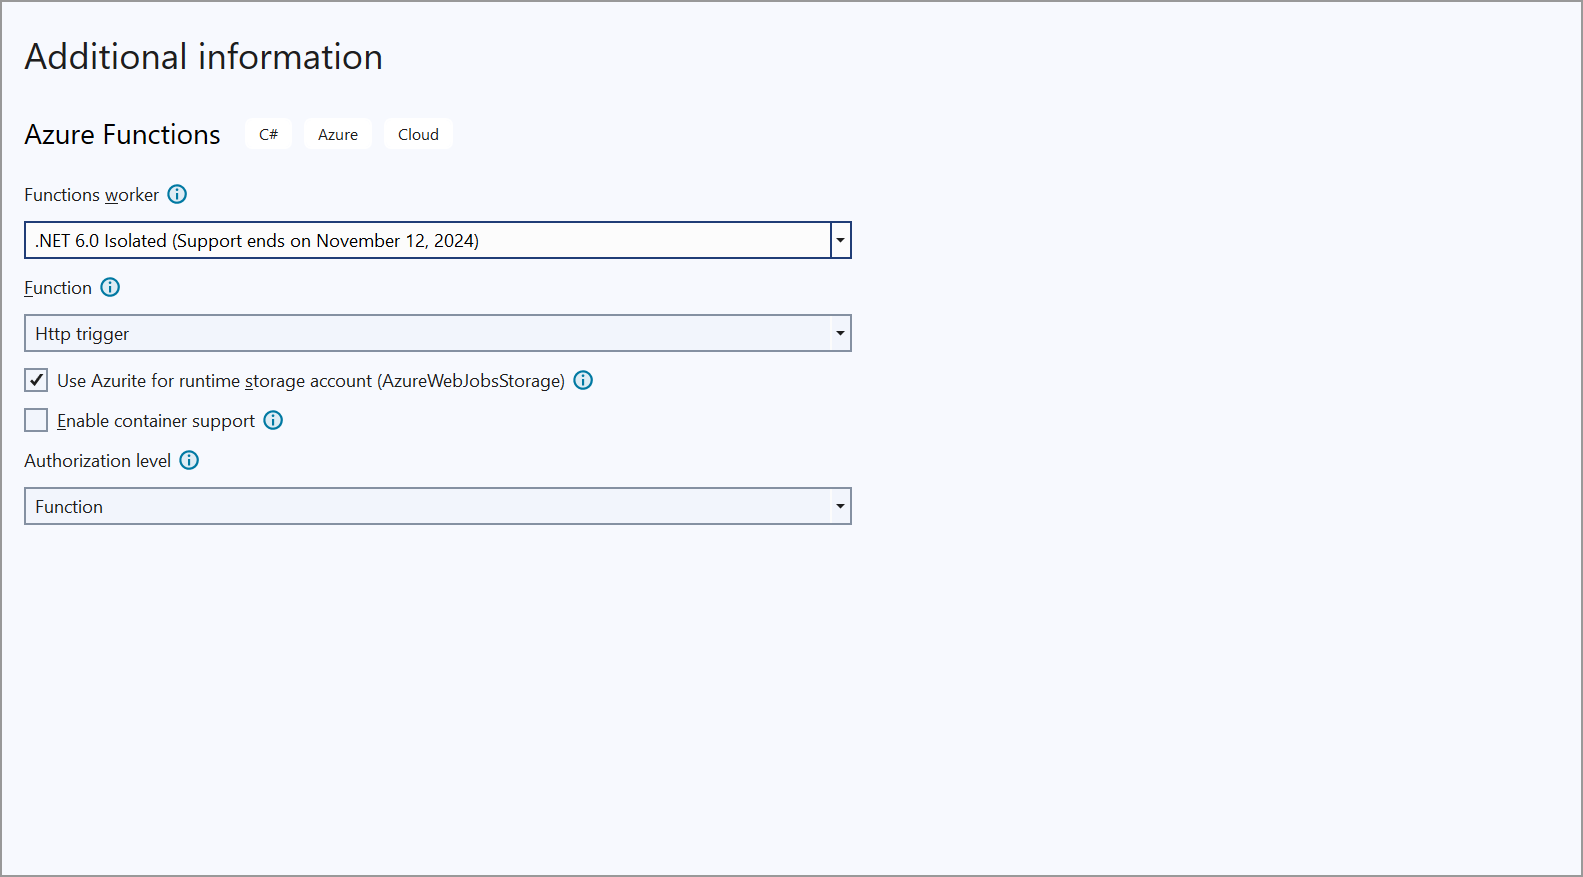 Additional information
Azure Functions C# Azure Cloud
Functions worker
.NET 6.0 Isolated (Support ends on November 12, 2024)
Function
Http trigger
Use Azurite for runtime storage account (AzureWebJobsStorage)
Enable container support
Authorization level
Function